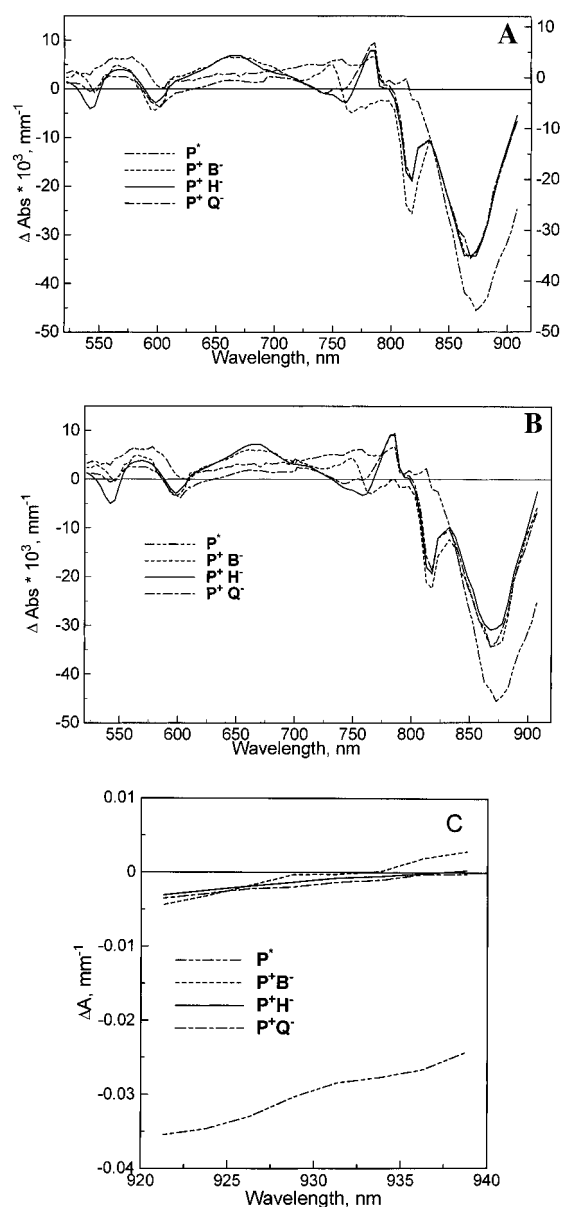 A
10
0
-10
-20
-30
-40
-50
10
0
-10
-20
-30
-40
-50
Δ Abs * 10³, mm⁻¹
P*
P⁺ B⁻
P⁺ H⁻
P⁺ Q⁻
550 600 650 700 750 800 850 900
Wavelength, nm
B
10
0
-10
-20
-30
-40
-50
Δ Abs * 10³, mm⁻¹
P*
P⁺ B⁻
P⁺ H⁻
P⁺ Q⁻
550 600 650 700 750 800 850 900
Wavelength, nm
C
0.01
0
-0.01
-0.02
-0.03
-0.04
ΔA, mm⁻¹
P*
P⁺B⁻
P⁺H⁻
P⁺Q⁻
920 925 930 935 940
Wavelength, nm